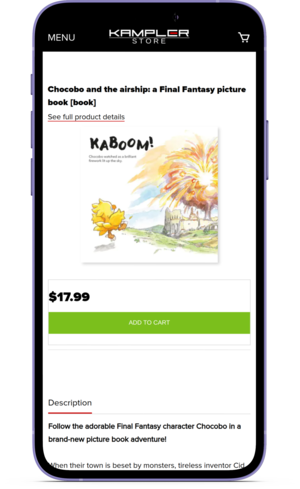 MENU
KAMPLER
STORE
Chocobo and the airship: a Final Fantasy picture
book [book]
See full product details
KABOOM!
Chocobo watched as a brilliant
firework lit up the sky.
$17.99
ADD TO CART
Description
Follow the adorable Final Fantasy character Chocobo in a
brand-new picture book adventure!
When their town is beset by monsters, tireless inventor Cid